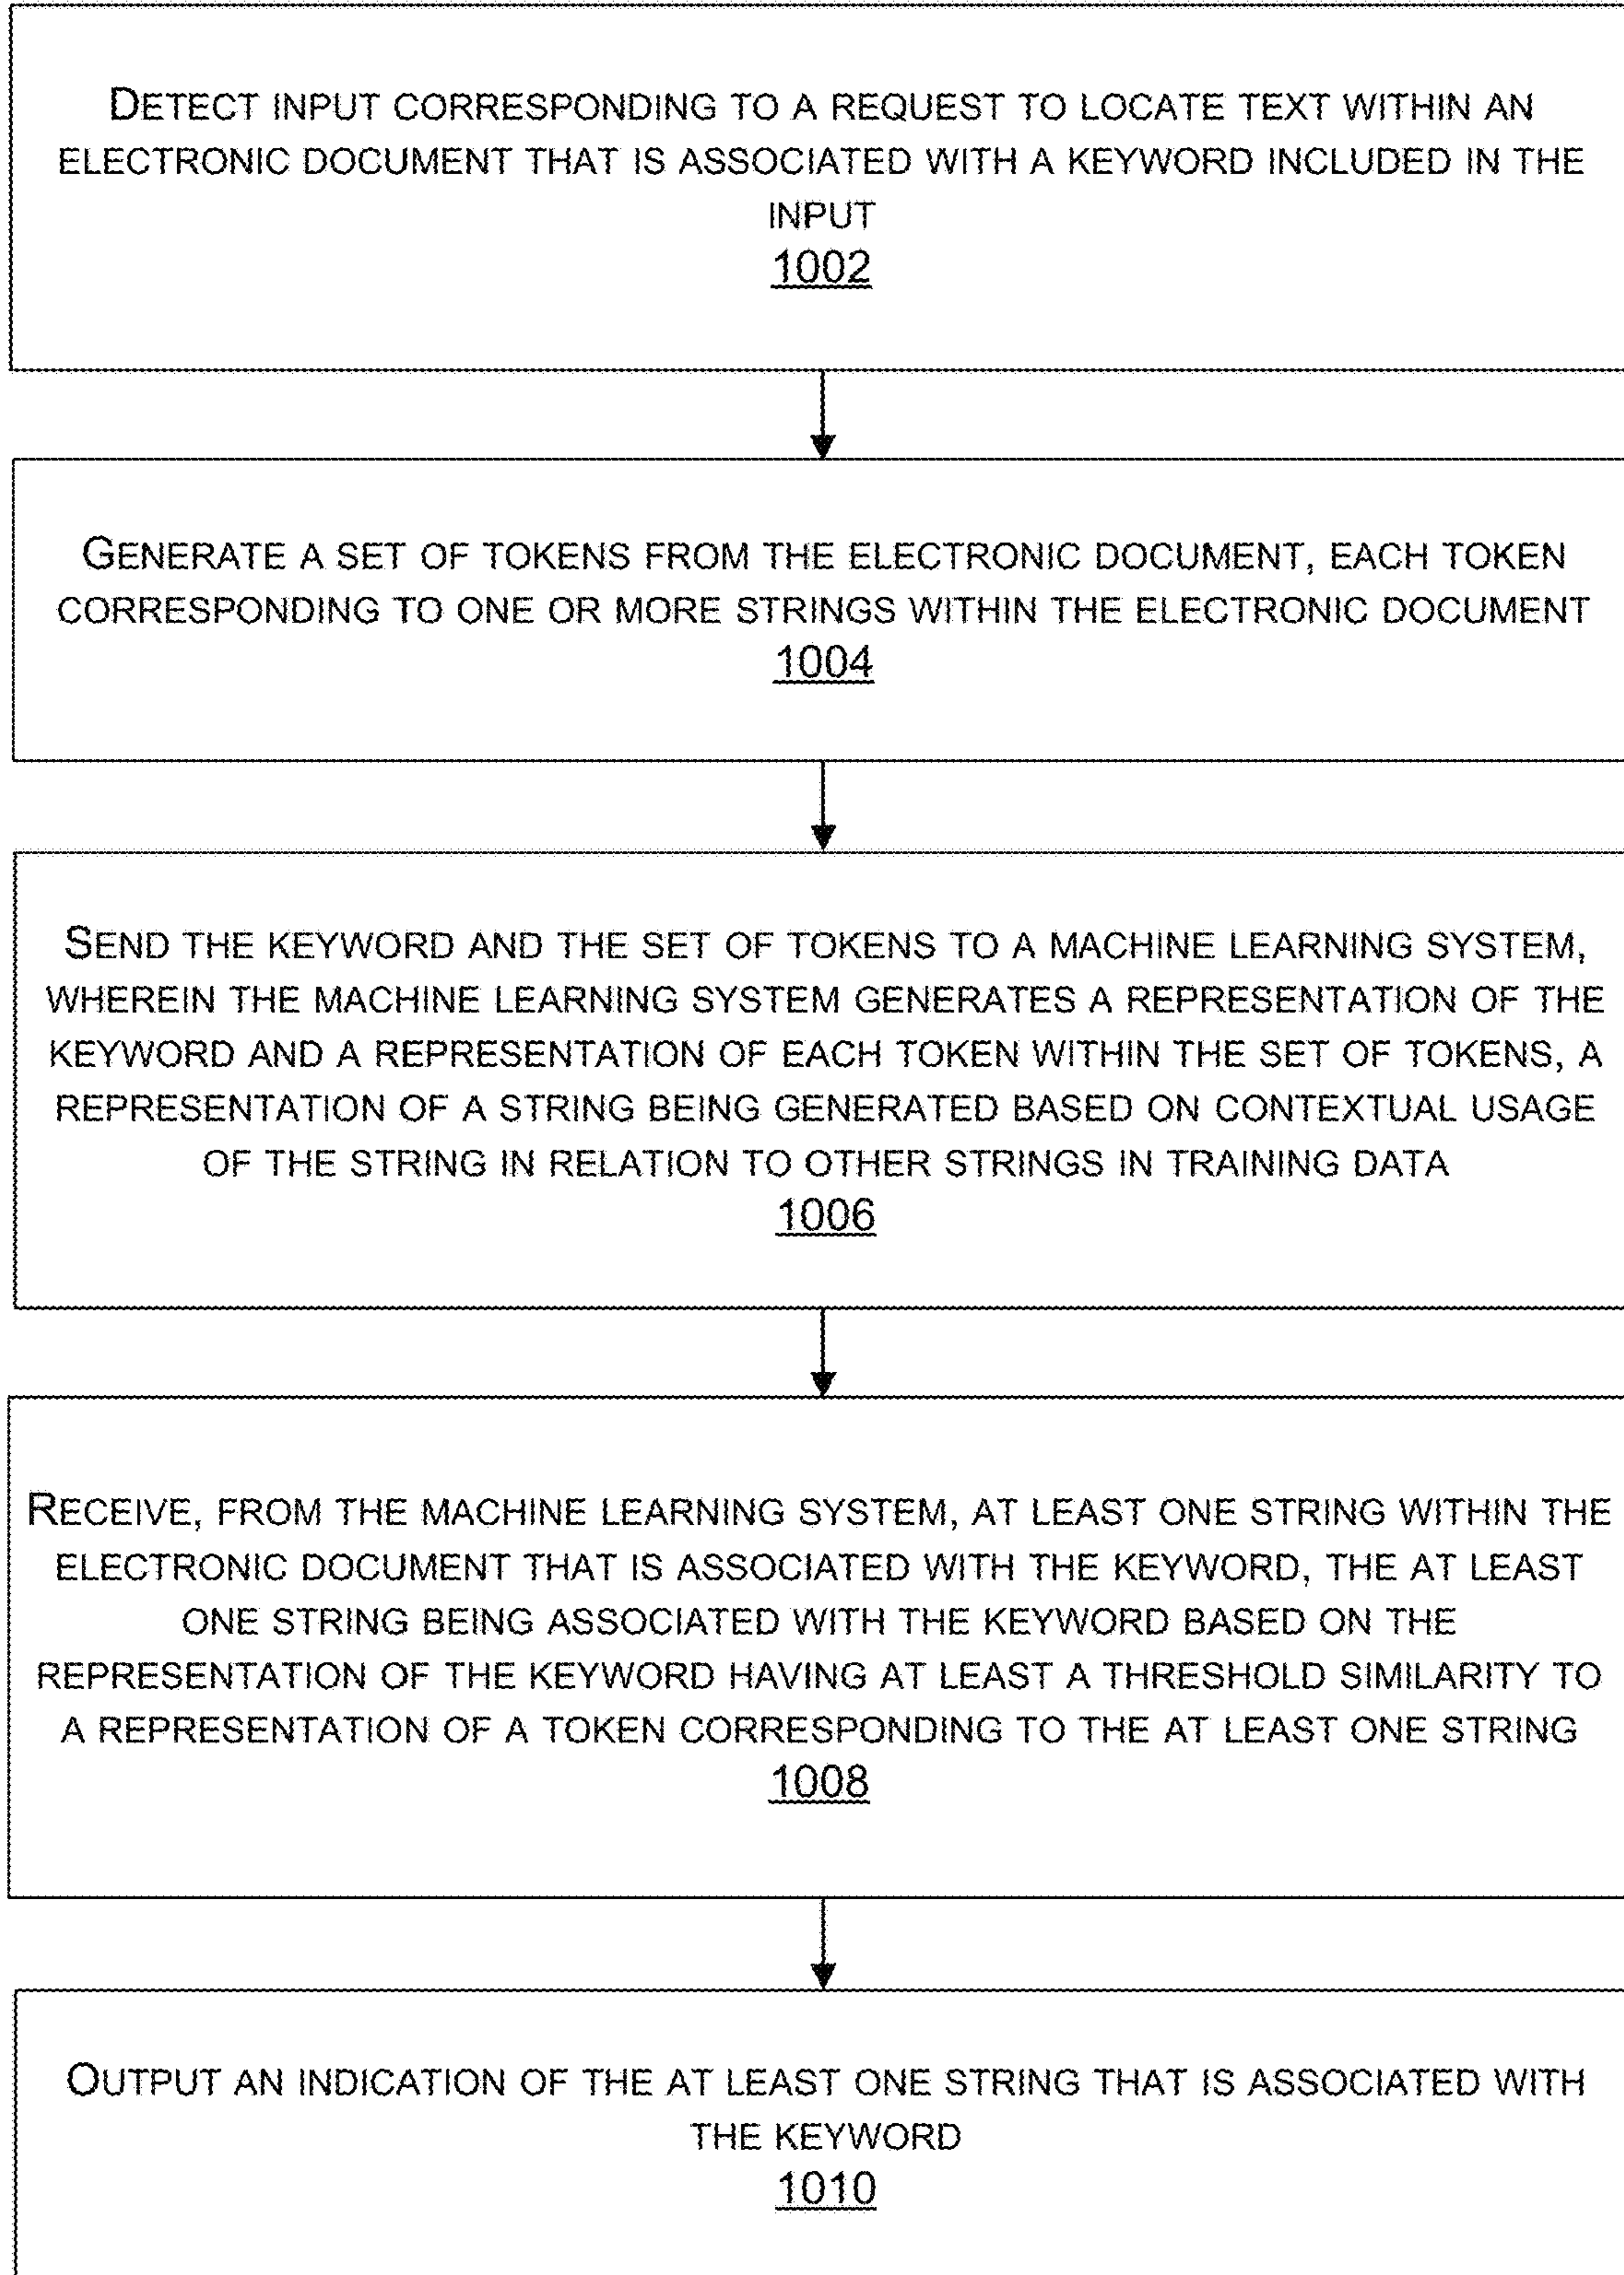 DETECT INPUT CORRESPONDING TO A REQUEST TO LOCATE TEXT WITHIN AN
ELECTRONIC DOCUMENT THAT IS ASSOCIATED WITH A KEYWORD INCLUDED IN THE
INPUT
1002
GENERATE A SET OF TOKENS FROM THE ELECTRONIC DOCUMENT, EACH TOKEN
CORRESPONDING TO ONE OR MORE STRINGS WITHIN THE ELECTRONIC DOCUMENT
1004
SEND THE KEYWORD AND THE SET OF TOKENS TO A MACHINE LEARNING SYSTEM,
WHEREIN THE MACHINE LEARNING SYSTEM GENERATES A REPRESENTATION OF THE
KEYWORD AND A REPRESENTATION OF EACH TOKEN WITHIN THE SET OF TOKENS, A
REPRESENTATION OF A STRING BEING GENERATED BASED ON CONTEXTUAL USAGE
OF THE STRING IN RELATION TO OTHER STRINGS IN TRAINING DATA
1006
RECEIVE, FROM THE MACHINE LEARNING SYSTEM, AT LEAST ONE STRING WITHIN THE
ELECTRONIC DOCUMENT THAT IS ASSOCIATED WITH THE KEYWORD, THE AT LEAST
ONE STRING BEING ASSOCIATED WITH THE KEYWORD BASED ON THE
REPRESENTATION OF THE KEYWORD HAVING AT LEAST A THRESHOLD SIMILARITY TO
A REPRESENTATION OF A TOKEN CORRESPONDING TO THE AT LEAST ONE STRING
1008
OUTPUT AN INDICATION OF THE AT LEAST ONE STRING THAT IS ASSOCIATED WITH
THE KEYWORD
1010